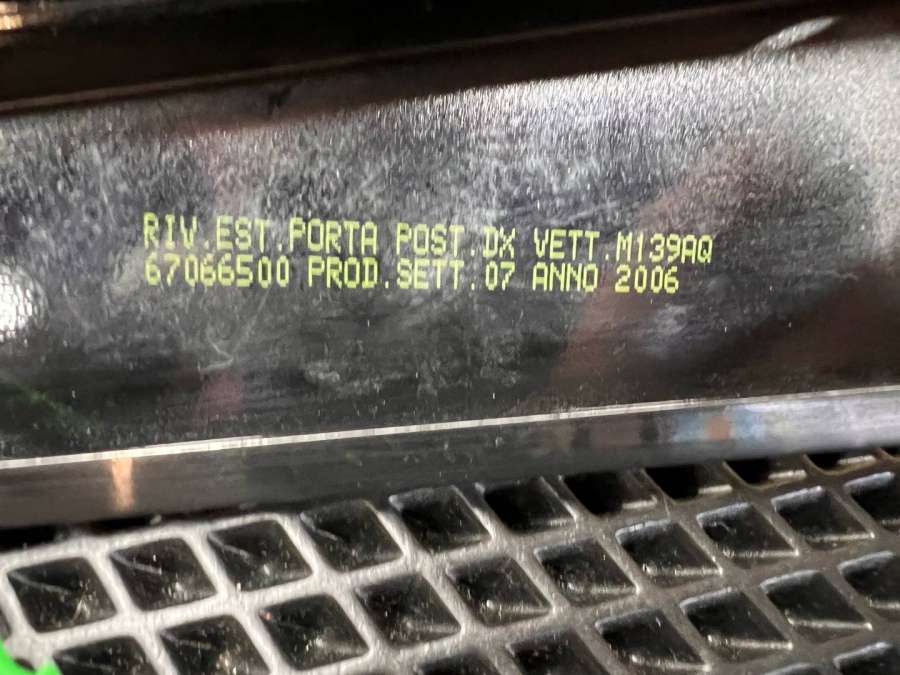 RIV.EST.PORTA POST.DX VETT.M139AQ
67066500 PROD.SETT.07 ANNO 2006